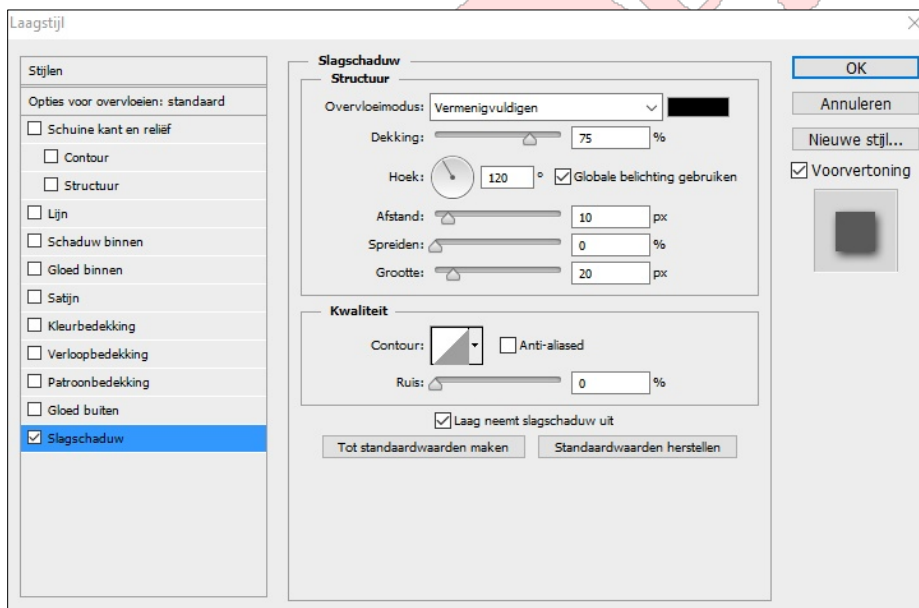 Laagstijl
Stijlen
Opties voor overvloeien: standaard
Schuine kant en reliëf
Contour
Structuur
Lijn
Schaduw binnen
Gloed binnen
Satijn
Kleurbedekking
Verloopbedekking
Patroonbedekking
Gloed buiten
Slagschaduw
Slagschaduw
Structuur
Overvloeimodus: Vermenigvuldigen
Dekking: 75 %
Hoek: 120 ° Globale belichting gebruiken
Afstand: 10 px
Spreiden: 0 %
Grootte: 20 px
Kwaliteit
Contour: Anti-aliased
Ruis: 0 %
Laag neemt slagschaduw uit
Tot standaardwaarden maken Standaardwaarden herstellen
OK
Annuleren
Nieuwe stijl...
Voorvertoning